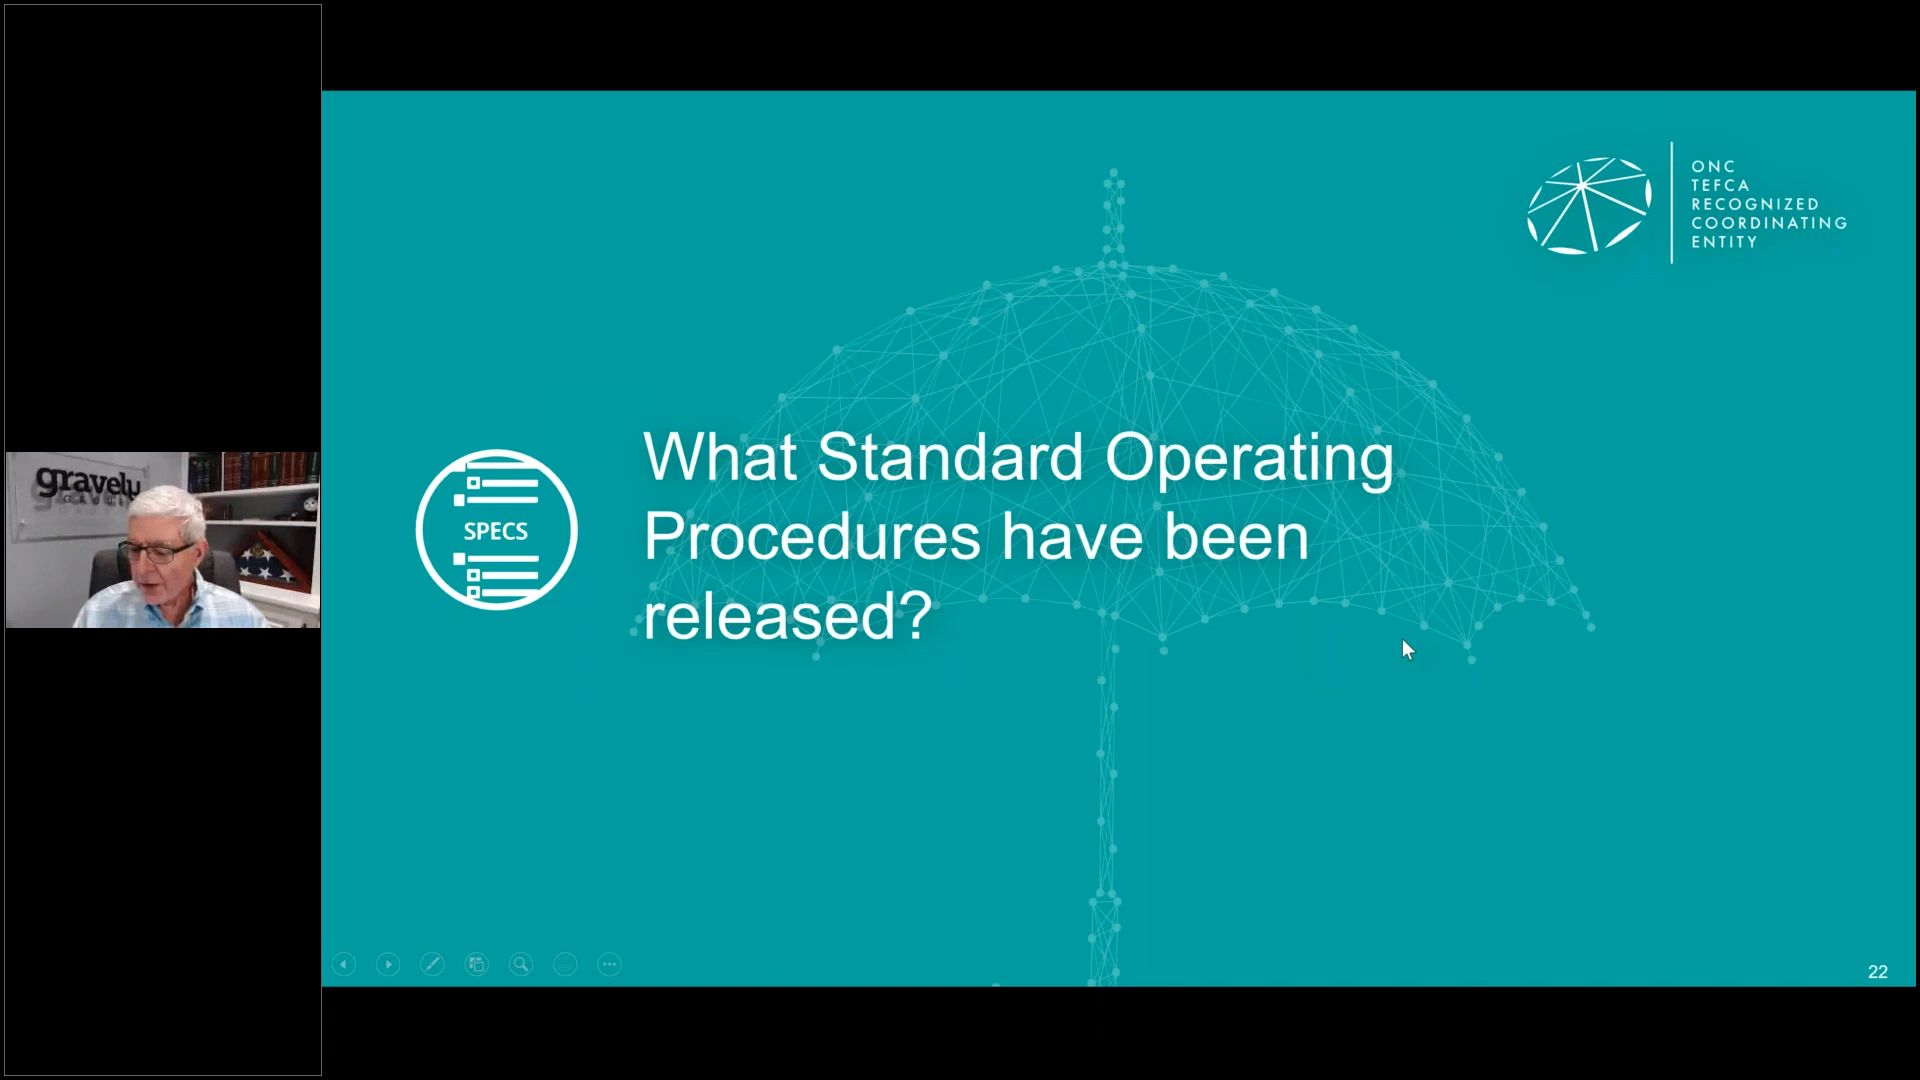 gravely
ONC
TEFCA
RECOGNIZED
COORDINATING
ENTITY
SPECS
What Standard Operating
Procedures have been
released?
22